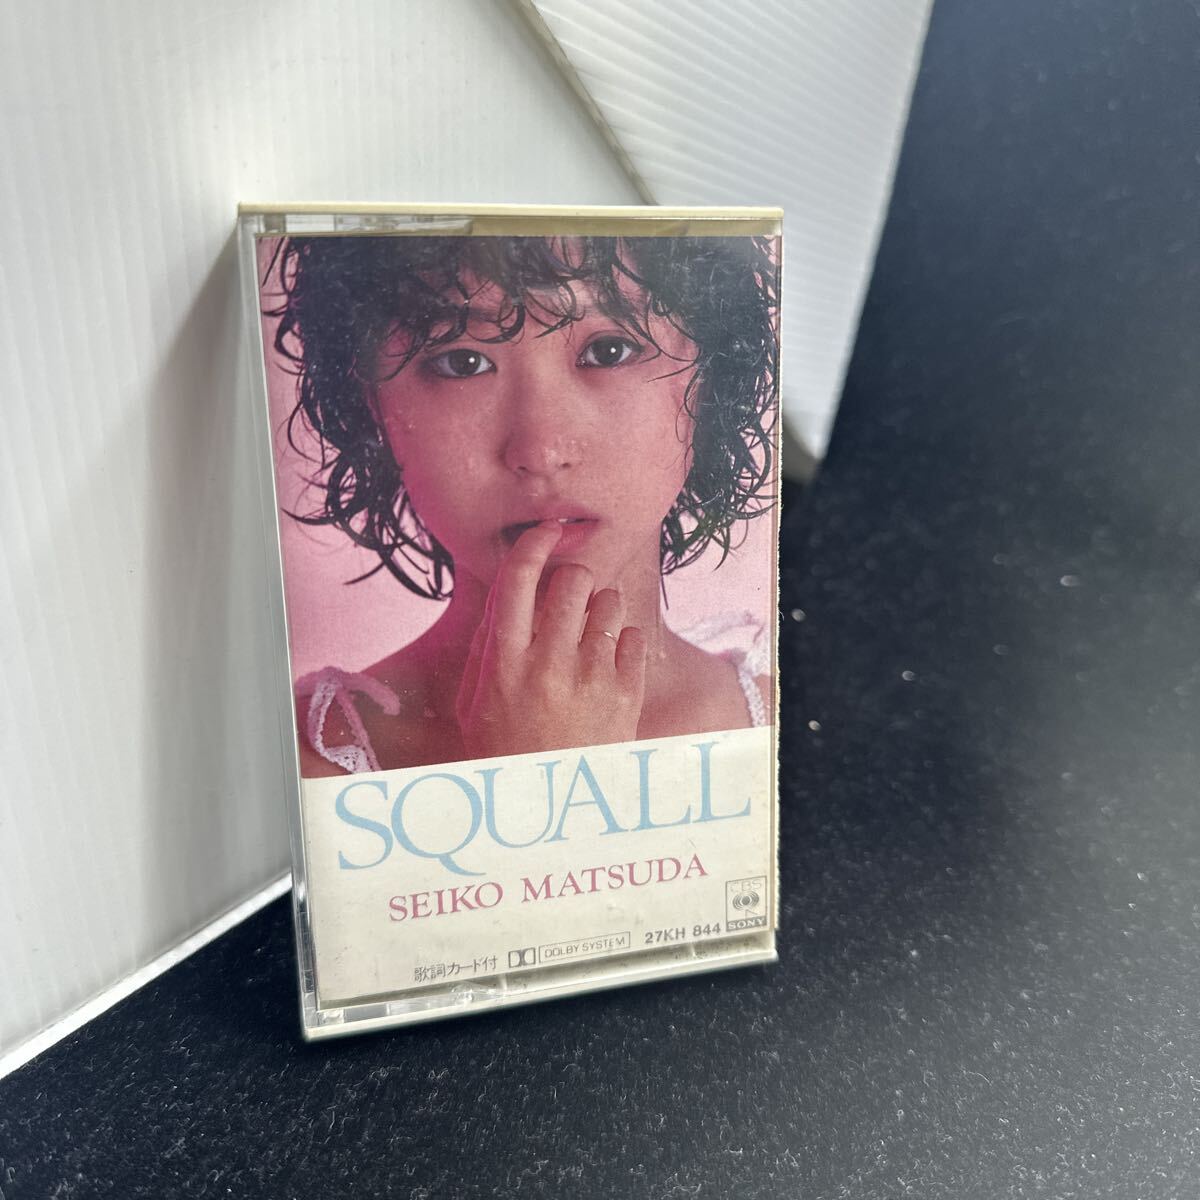 SQUALL
SEIKO MATSUDA
歌詞カード付 DOLBY SYSTEM 27KH 844
CBS
SONY